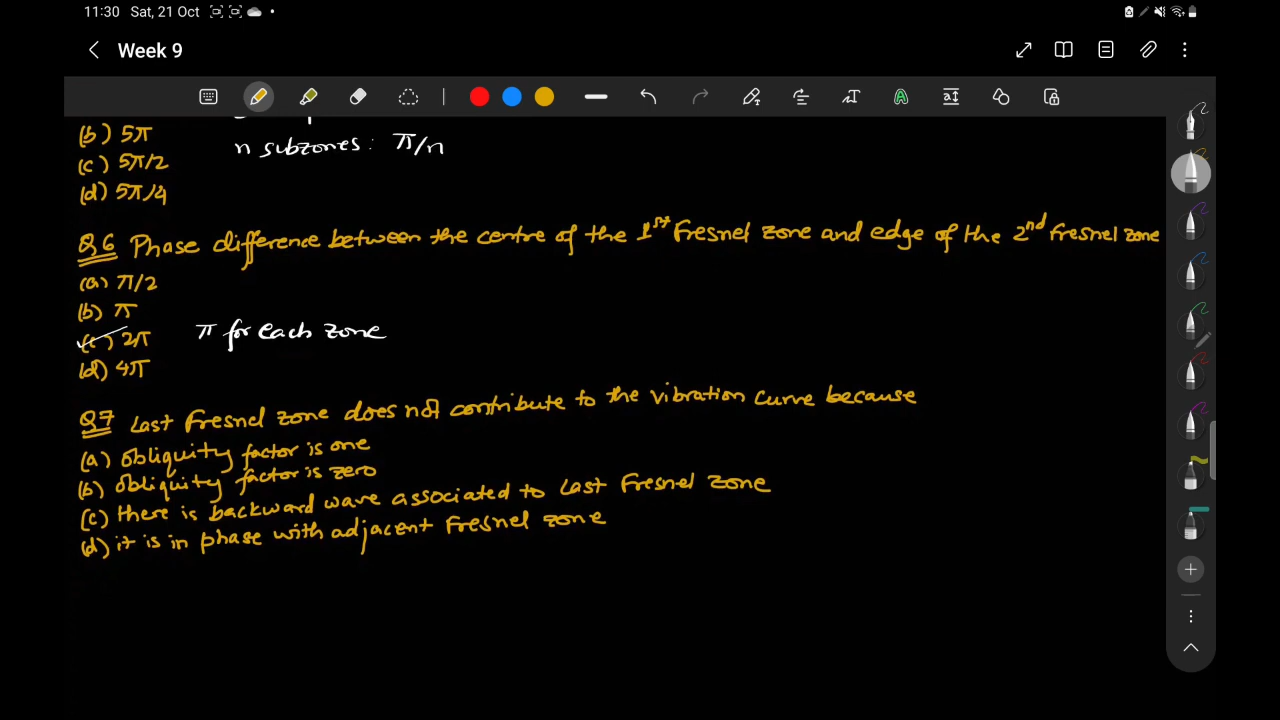 11:30 Sat, 21 Oct
Week 9
(b) 5π
n subzones: π/n
(c) 5π/2
(d) 5π/4
Q6 Phase difference between the centre of the 1st Fresnel zone and edge of the 2nd Fresnel zone
(a) π/2
(b) π
(c) 2π
π for each zone
(d) 4π
Q7 Last Fresnel zone does not contribute to the vibration curve because
(a) obliquity factor is one
(b) obliquity factor is zero
(c) there is backward wave associated to last Fresnel zone
(d) it is in phase with adjacent Fresnel zone